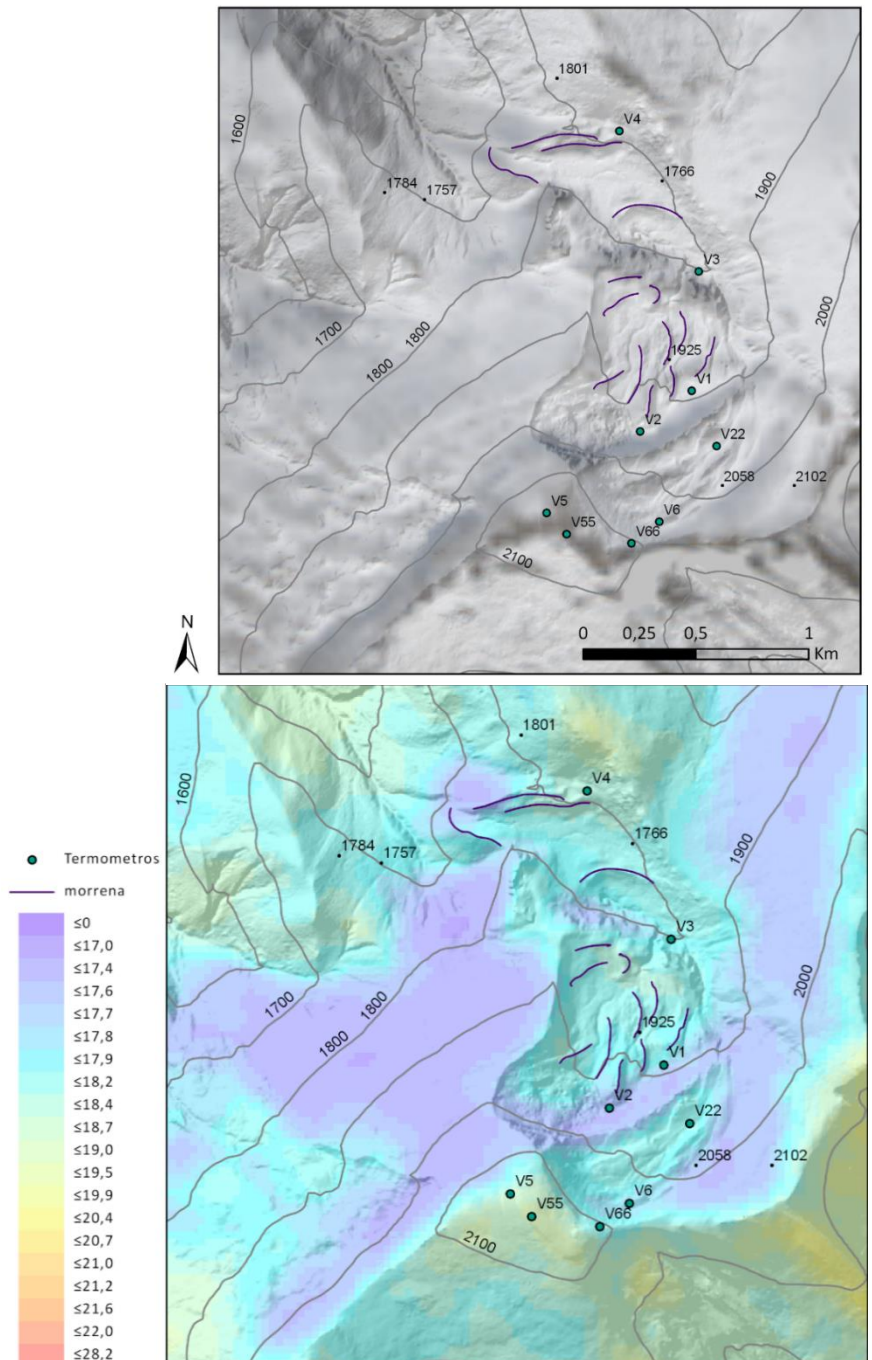 1801
V4
1600
1766
1900
1784
1757
V3
2000
1700
1800
1800
1925
V1
V2
V22
2058
2102
V5
V55
V6
V66
2100
N
0
0,25
0,5
1
Km
1801
V4
1600
1766
1784
1757
1900
V3
2000
1700
1800
1800
1925
V1
V2
V22
2058
2102
V5
V55
V6
V66
2100
Termometros
morrena
≤0
≤17,0
≤17,4
≤17,6
≤17,7
≤17,8
≤17,9
≤18,2
≤18,4
≤18,7
≤19,0
≤19,5
≤19,9
≤20,4
≤20,7
≤21,0
≤21,2
≤21,6
≤22,0
≤28,2